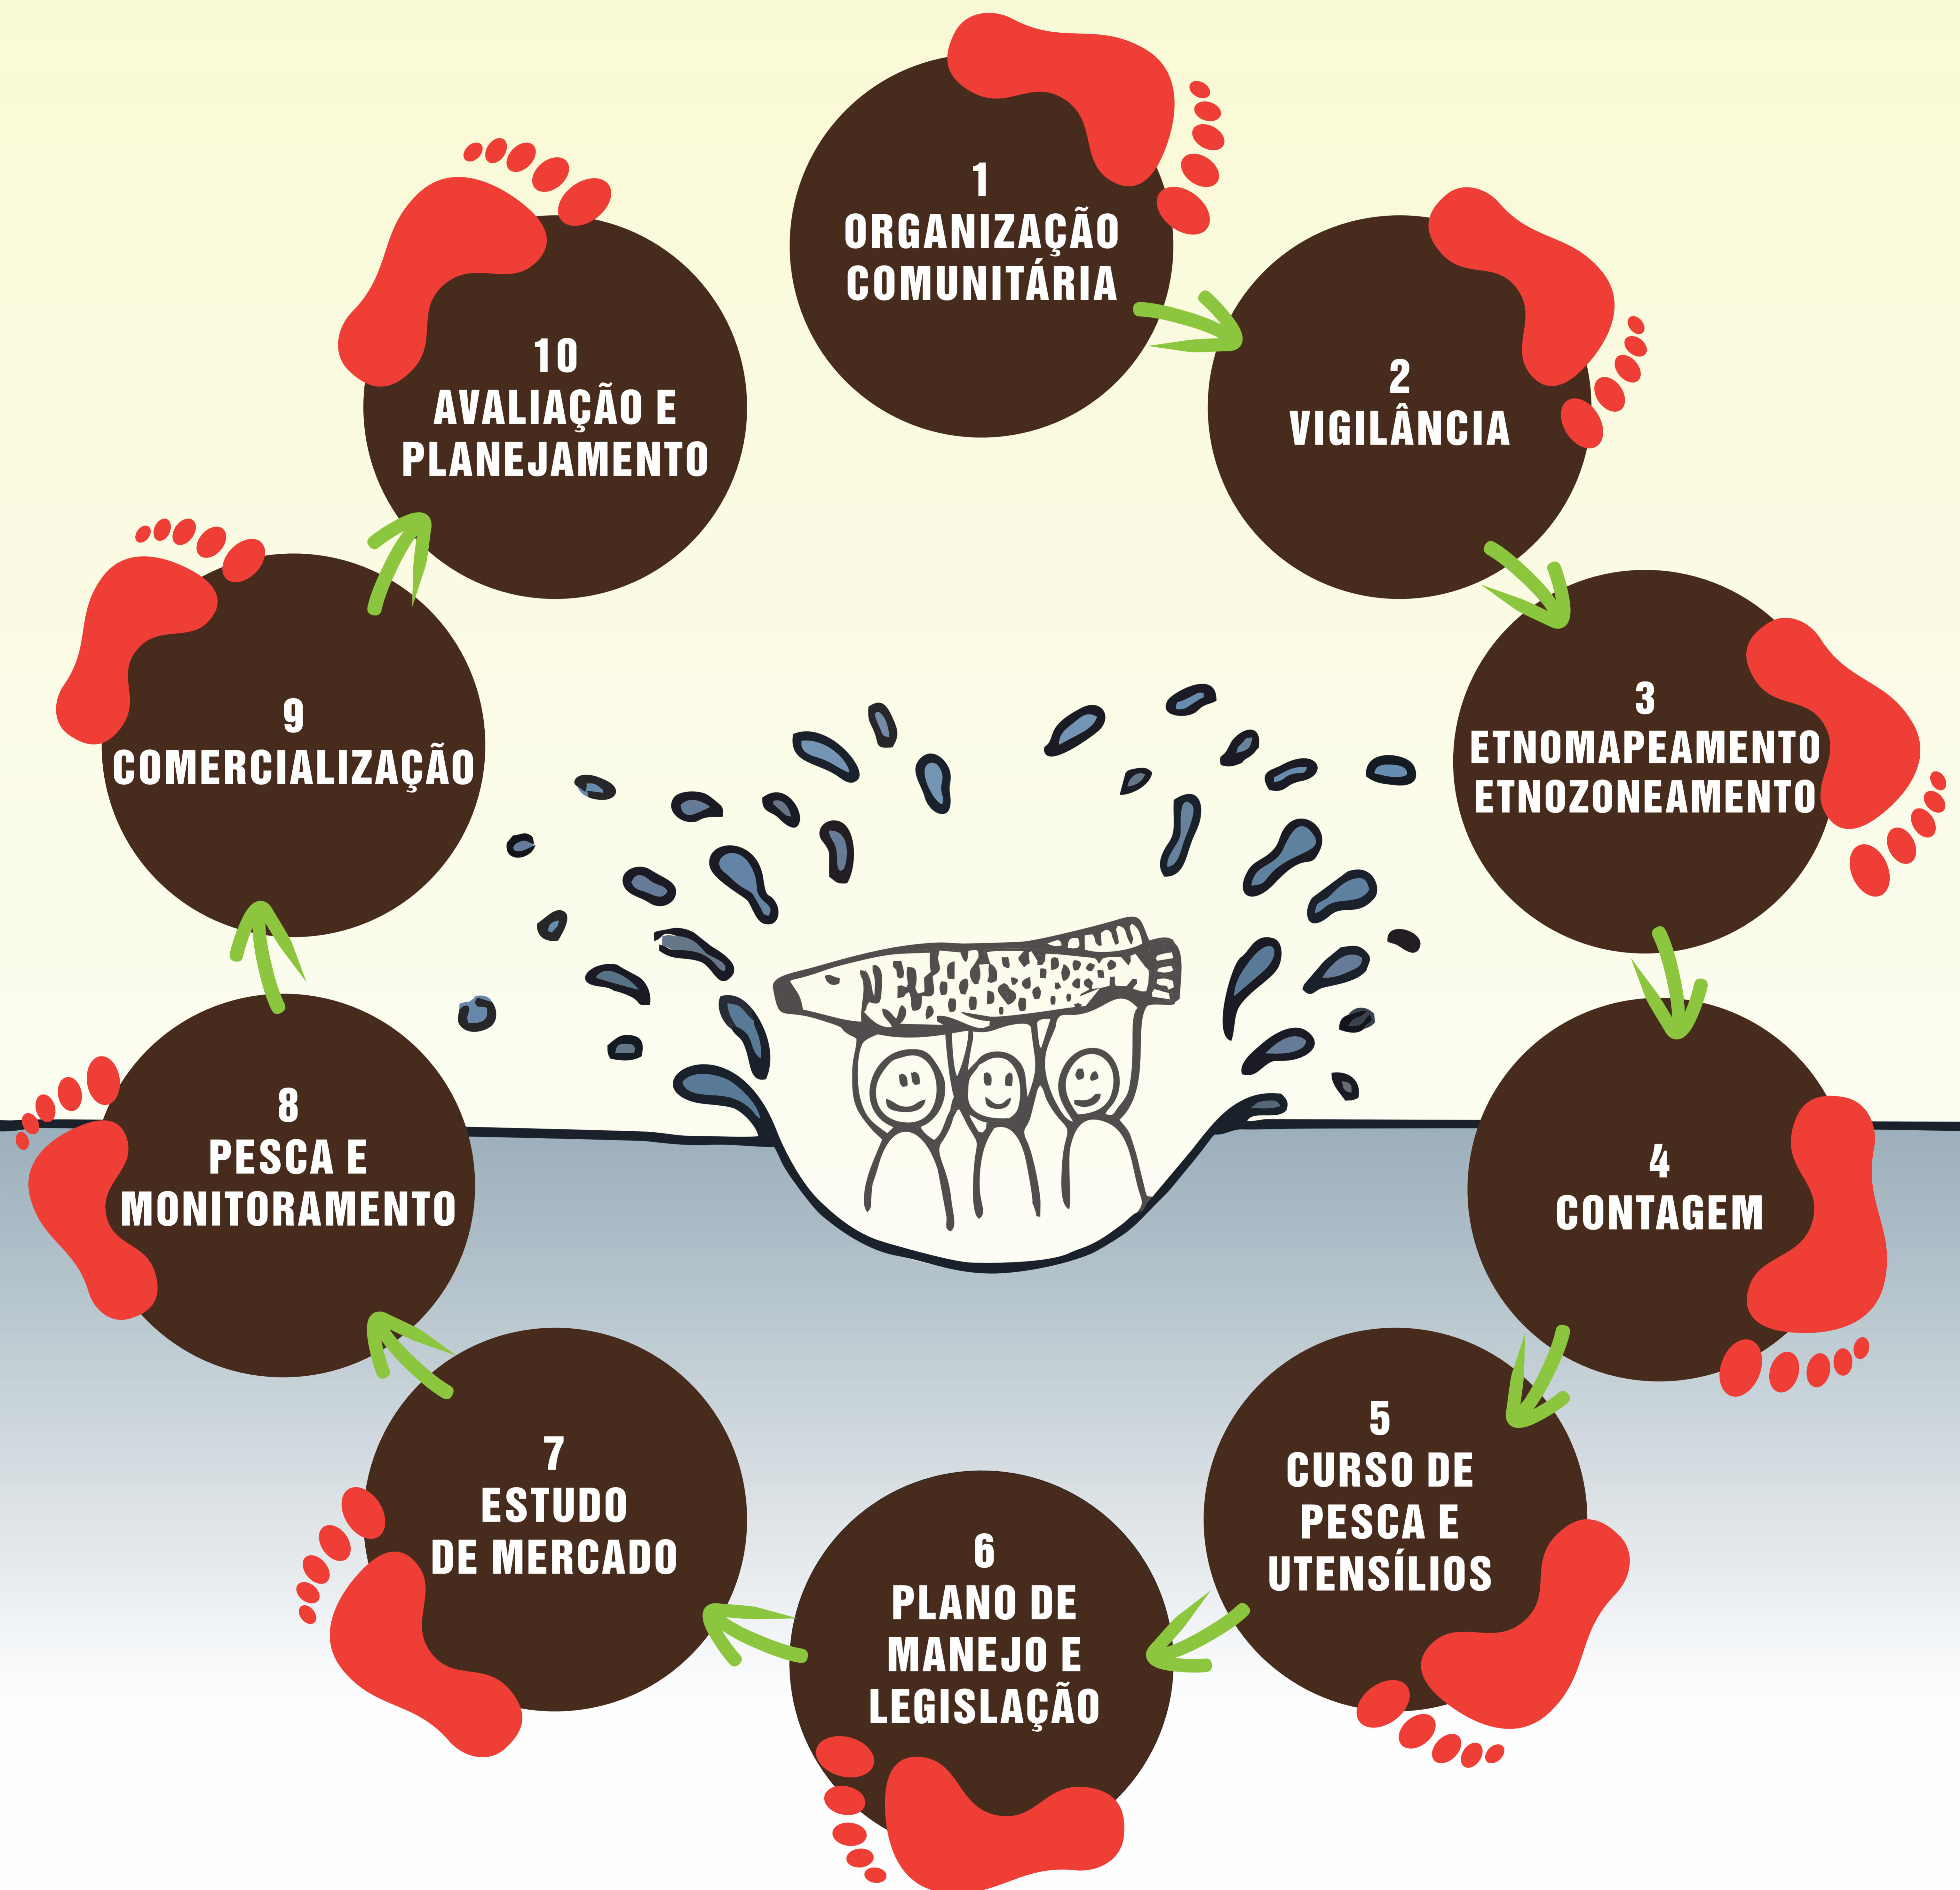 1
ORGANIZAÇÃO
COMUNITÁRIA
2
VIGILÂNCIA
3
ETNOMAPEAMENTO
ETNOZONEAMENTO
4
CONTAGEM
5
CURSO DE
PESCA E
UTENSÍLIOS
6
PLANO DE
MANEJO E
LEGISLAÇÃO
7
ESTUDO
DE MERCADO
8
PESCA E
MONITORAMENTO
9
COMERCIALIZAÇÃO
10
AVALIAÇÃO E
PLANEJAMENTO